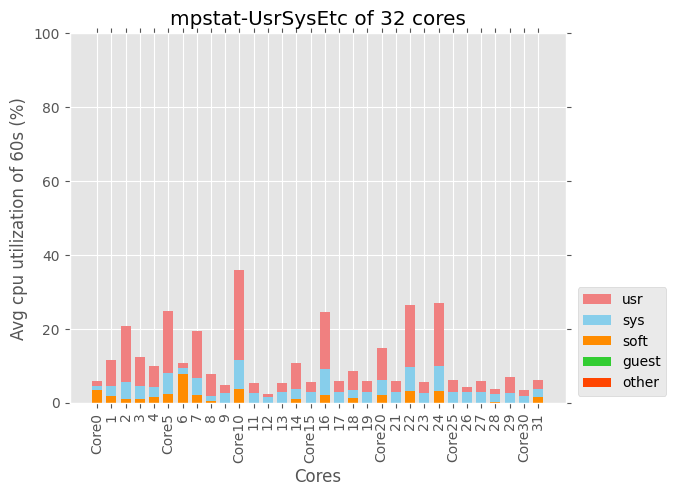 mpstat-UsrSysEtc of 32 cores
100
80
60
40
20
0
Avg cpu utilization of 60s (%)
Core0
1
2
3
4
Core5
6
7
8
9
Core10
11
12
13
14
Core15
16
17
18
19
Core20
21
22
23
24
Core25
26
27
28
29
Core30
31
Cores
usr
sys
soft
guest
other